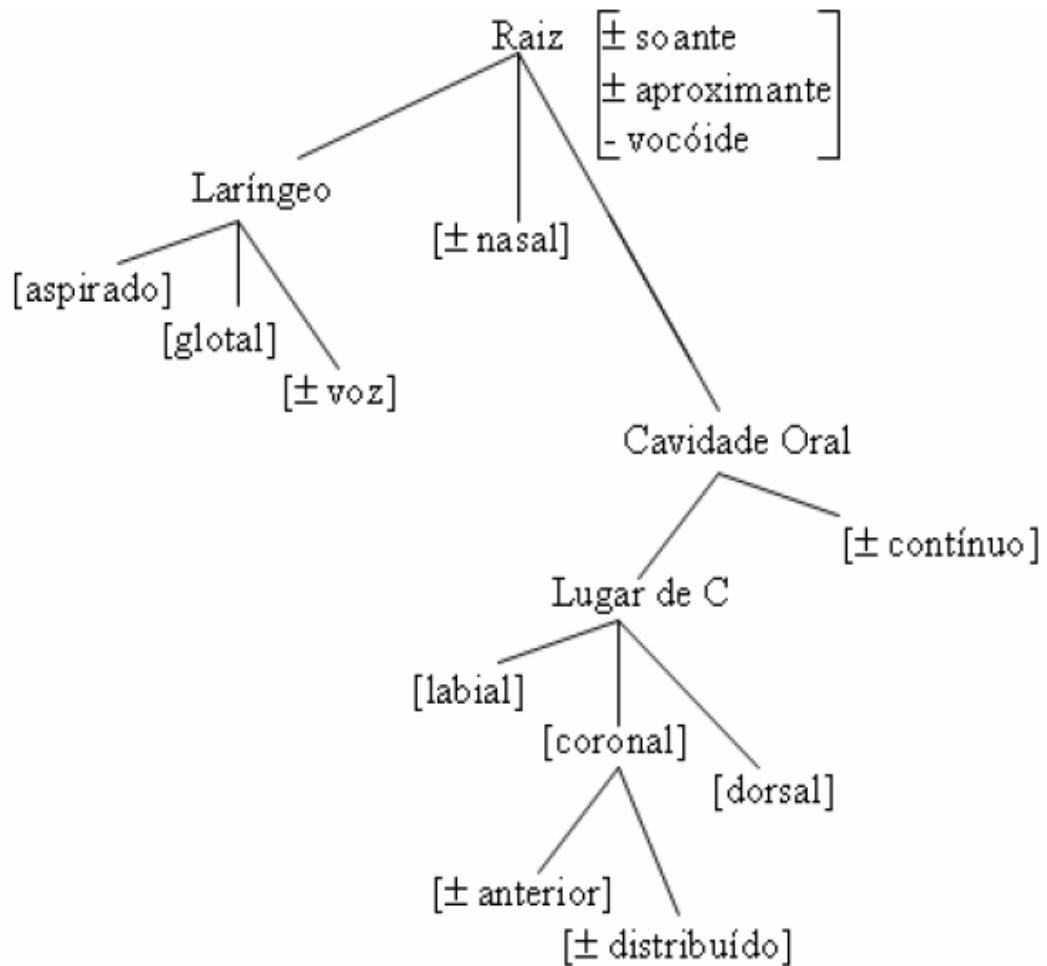 Raiz
± soante
± aproximante
- vocóide
Laríngeo
[± nasal]
[aspirado]
[glotal]
[± voz]
Cavidade Oral
[± contínuo]
Lugar de C
[labial]
[coronal]
[dorsal]
[± anterior]
[± distribuído]